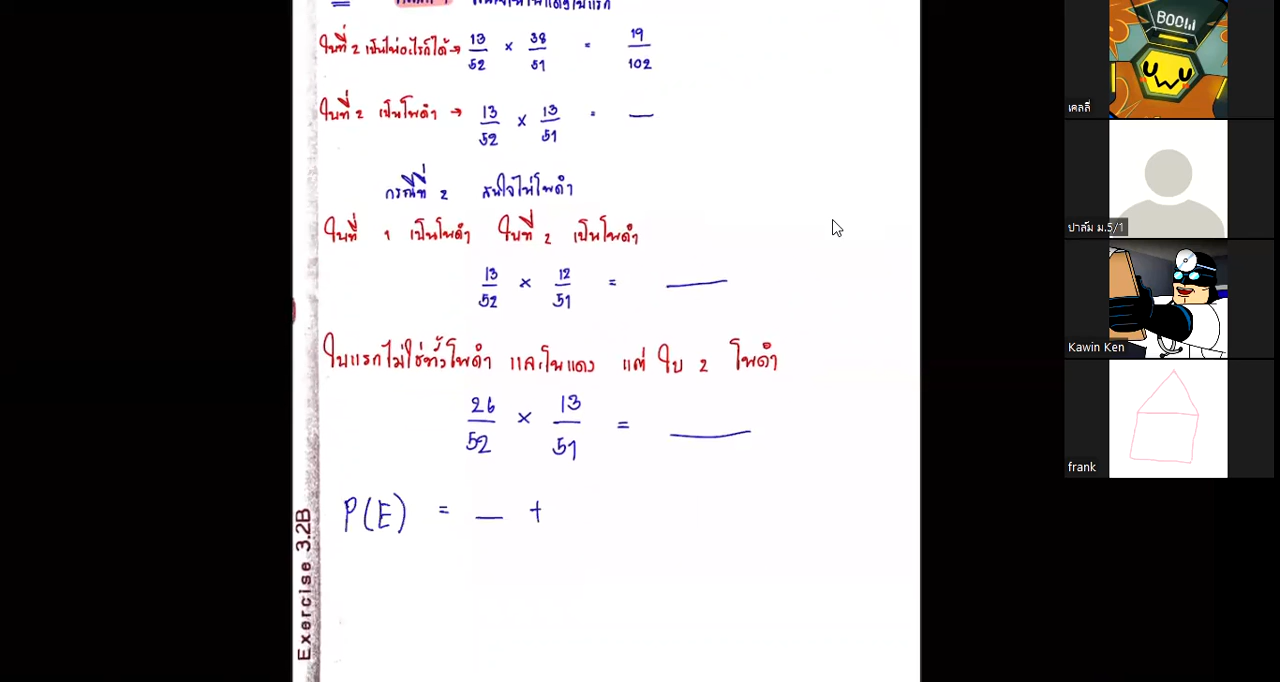 ใบที่ 2 เป็นไพ่อะไรก็ได้ → 13/52 × 38/51 = 19/102
ใบที่ 2 เป็นโพดำ → 13/52 × 13/51 = __
กรณีที่ 2 สนใจไพ่โพดำ
ใบที่ 1 เป็นโพดำ ใบที่ 2 เป็นโพดำ
13/52 × 12/51 = __
ใบแรกไม่ใช่ทั้งโพดำ และโพแดง แต่ ใบ 2 โพดำ
26/52 × 13/51 = __
P(E) = __ +
Exercise 3.2B
BOOM
เคลลี่
ปาล์ม ม.5/1
Kawin Ken
frank